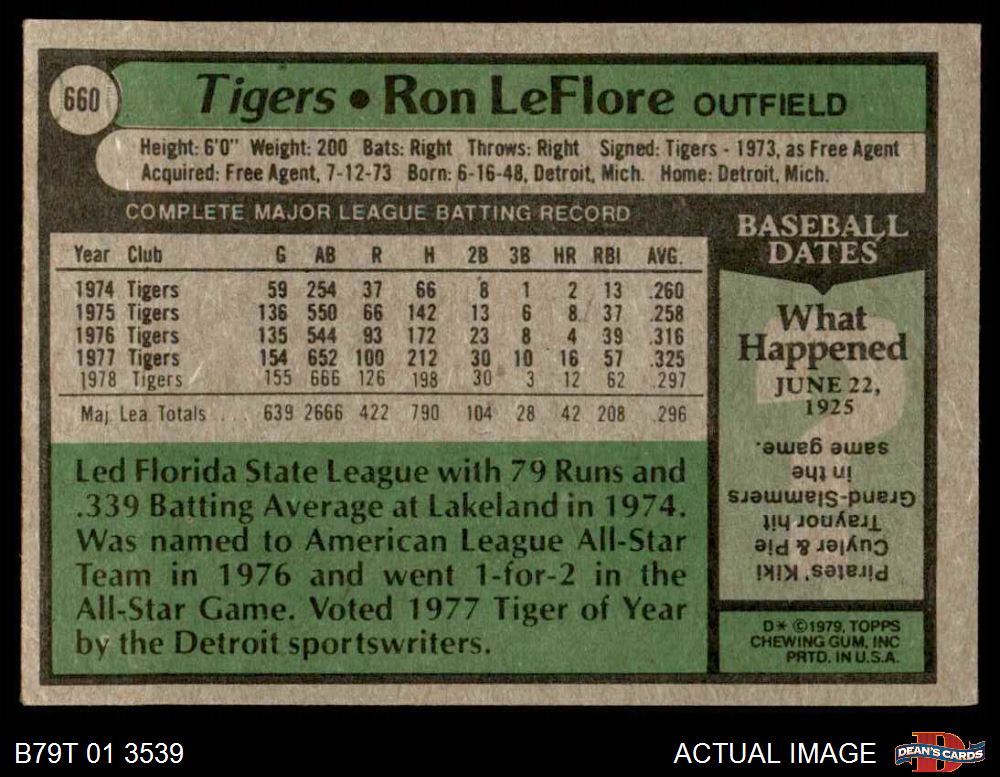 660
Tigers • Ron LeFlore OUTFIELD
Height: 6'0" Weight: 200 Bats: Right Throws: Right Signed: Tigers - 1973, as Free Agent
Acquired: Free Agent, 7-12-73 Born: 6-16-48, Detroit, Mich. Home: Detroit, Mich.
COMPLETE MAJOR LEAGUE BATTING RECORD
Year Club G AB R H 2B 3B HR RBI AVG.
1974 Tigers 59 254 37 66 8 1 2 13 .260
1975 Tigers 136 550 66 142 13 6 8 37 .258
1976 Tigers 135 544 93 172 23 8 4 39 .316
1977 Tigers 154 652 100 212 30 10 16 57 .325
1978 Tigers 155 666 126 198 30 3 12 62 .297
Maj. Lea. Totals . . . 639 2666 422 790 104 28 42 208 .296
Led Florida State League with 79 Runs and
.339 Batting Average at Lakeland in 1974.
Was named to American League All-Star
Team in 1976 and went 1-for-2 in the
All-Star Game. Voted 1977 Tiger of Year
by the Detroit sportswriters.
BASEBALL
DATES
What
Happened
JUNE 22,
1925
Pirates' Kiki
Cuyler & Pie
Traynor hit
Grand-Slammers
in the
same game.
D* ©1979, TOPPS
CHEWING GUM, INC
PRTD. IN U.S.A.
B79T 01 3539
ACTUAL IMAGE
D
DEAN'S CARDS